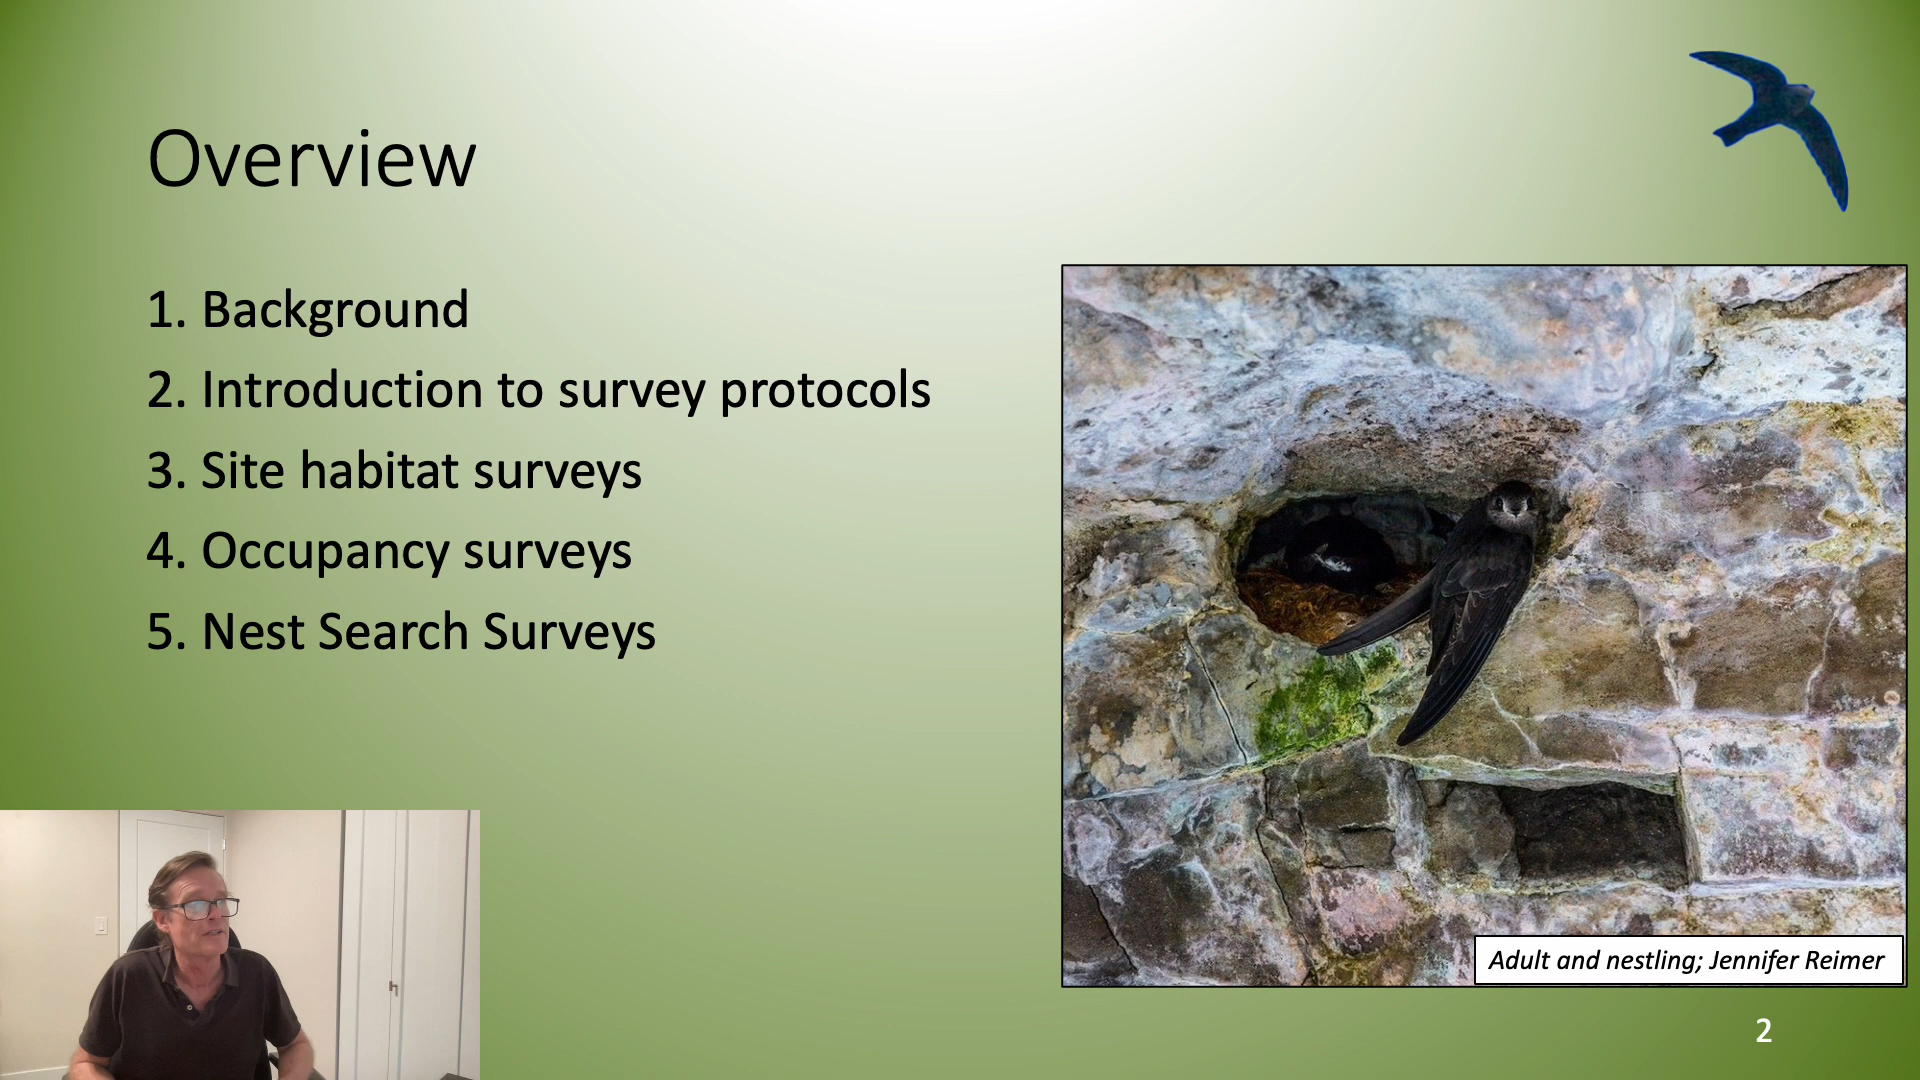 Overview
1. Background
2. Introduction to survey protocols
3. Site habitat surveys
4. Occupancy surveys
5. Nest Search Surveys
Adult and nestling; Jennifer Reimer
2